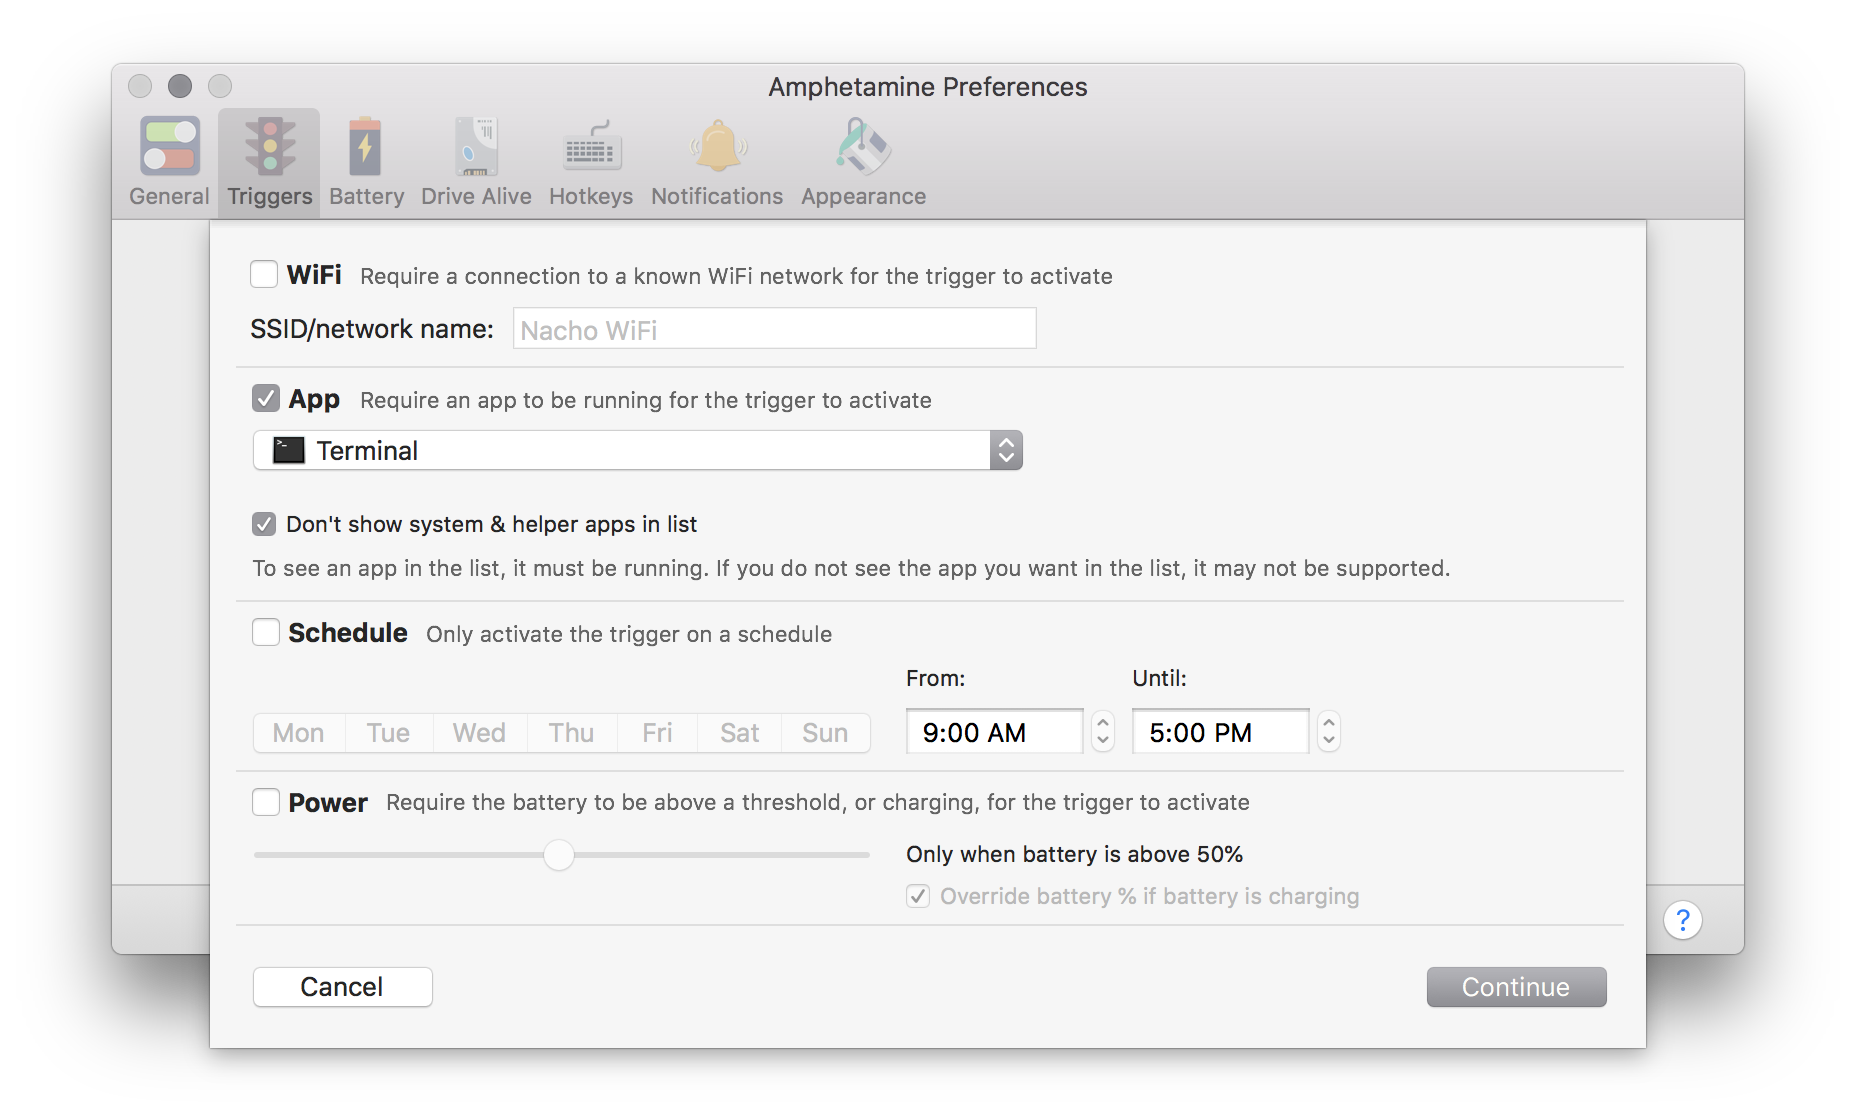 Amphetamine Preferences
General Triggers Battery Drive Alive Hotkeys Notifications Appearance
WiFi Require a connection to a known WiFi network for the trigger to activate
SSID/network name: Nacho WiFi
App Require an app to be running for the trigger to activate
>_ Terminal
Don't show system & helper apps in list
To see an app in the list, it must be running. If you do not see the app you want in the list, it may not be supported.
Schedule Only activate the trigger on a schedule
From: Until:
Mon Tue Wed Thu Fri Sat Sun 9:00 AM 5:00 PM
Power Require the battery to be above a threshold, or charging, for the trigger to activate
Only when battery is above 50%
Override battery % if battery is charging
?
Cancel Continue